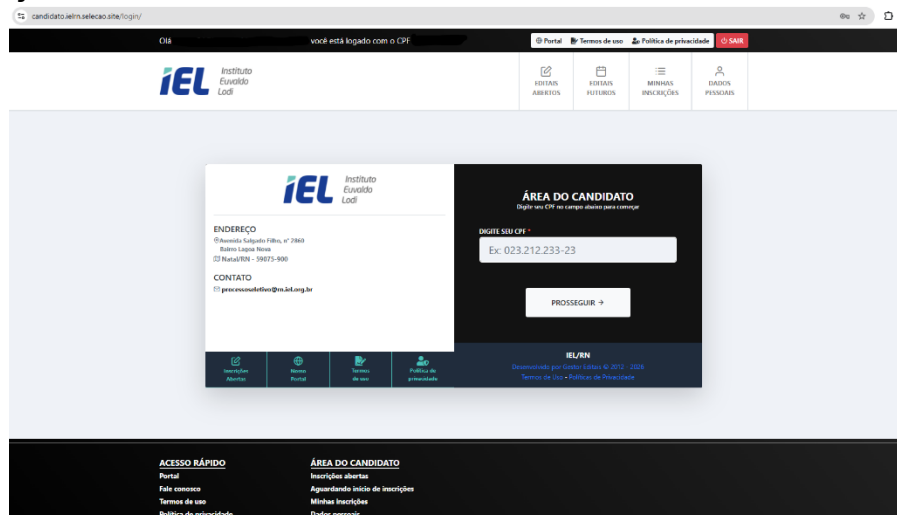 candidato.ielrn.selecao.site/login/
Olá você está logado com o CPF
Portal Termos de uso Política de privacidade SAIR
iEL Instituto
Euvaldo
Lodi
EDITAIS
ABERTOS
EDITAIS
FUTUROS
MINHAS
INSCRIÇÕES
DADOS
PESSOAIS
iEL Instituto
Euvaldo
Lodi
ENDEREÇO
Avenida Salgado Filho, nº 2860
Bairro Lagoa Nova
Natal/RN - 59075-900
CONTATO
processoseletivo@rn.iel.org.br
Inscrições
Abertas
Nosso
Portal
Termos
de uso
Política de
privacidade
ÁREA DO CANDIDATO
Digite seu CPF no campo abaixo para começar
DIGITE SEU CPF *
Ex: 023.212.233-23
PROSSEGUIR →
IEL/RN
Desenvolvido por Gestor Editais © 2012 - 2026
Termos de Uso - Políticas de Privacidade
ACESSO RÁPIDO
Portal
Fale conosco
Termos de uso
Política de privacidade
ÁREA DO CANDIDATO
Inscrições abertas
Aguardando início de inscrições
Minhas inscrições
Dados pessoais